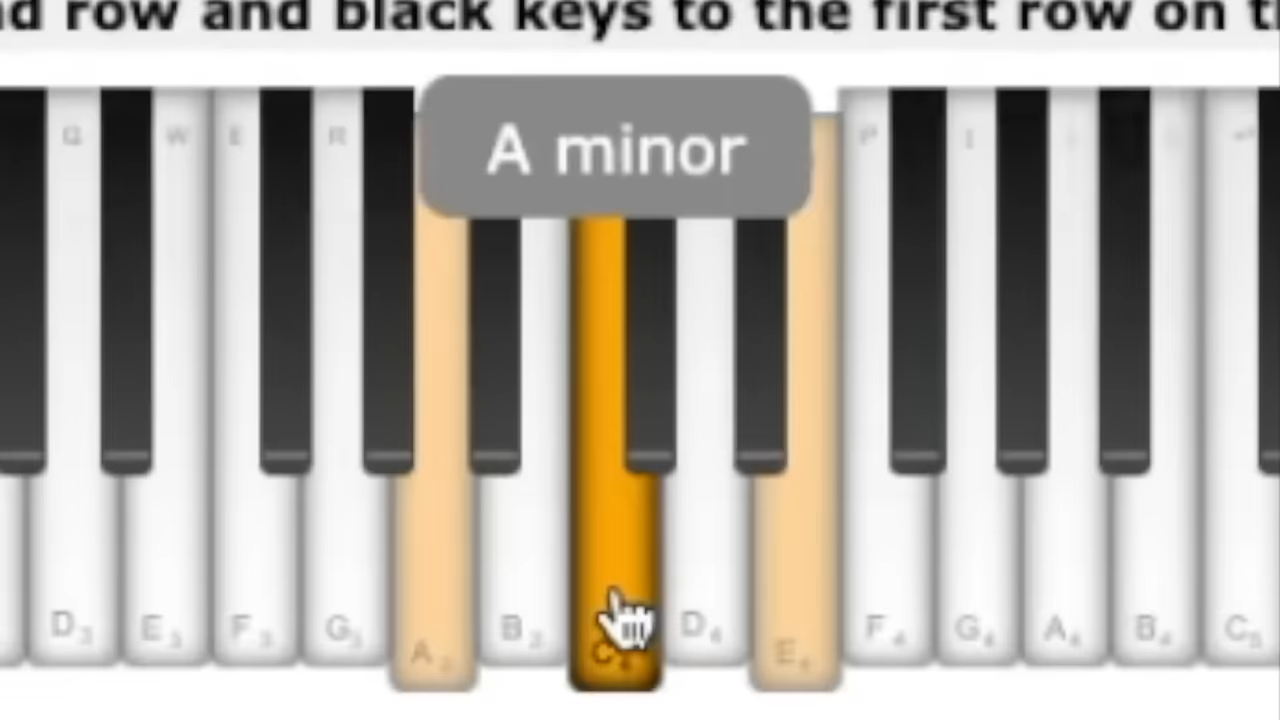 d row and black keys to the first row on t
A minor
Q W E R P I
D3 E3 F3 G3 A3 B3 C4 D4 E4 F4 G4 A4 B4 C5